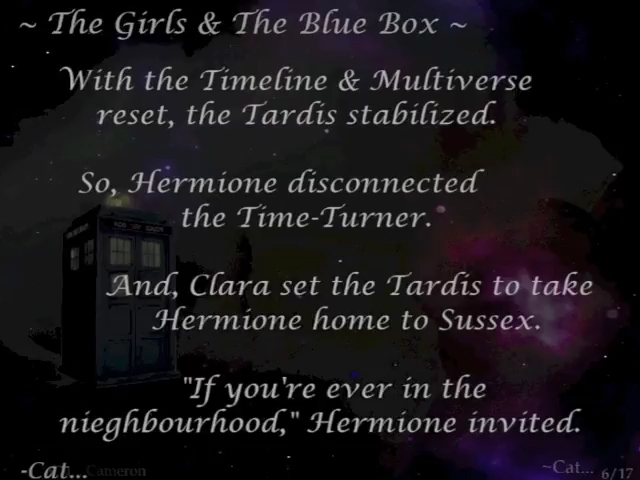 ~ The Girls & The Blue Box ~
With the Timeline & Multiverse
reset, the Tardis stabilized.
So, Hermione disconnected
the Time-Turner.
And, Clara set the Tardis to take
Hermione home to Sussex.
"If you're ever in the
nieghbourhood," Hermione invited.
-Cat... Cameron
~Cat... 6/17